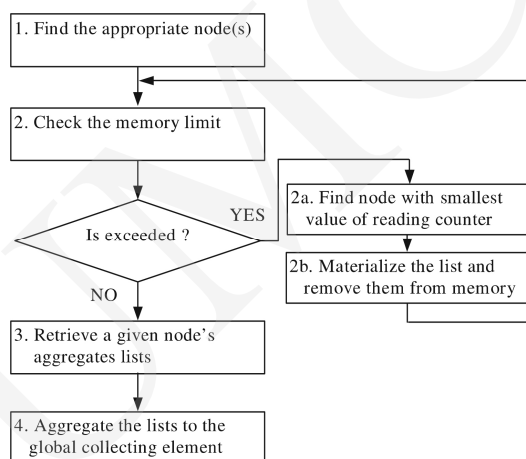 1. Find the appropriate node(s)
2. Check the memory limit
Is exceeded ?
YES
2a. Find node with smallest
value of reading counter
2b. Materialize the list and
remove them from memory
NO
3. Retrieve a given node's
aggregates lists
4. Aggregate the lists to the
global collecting element